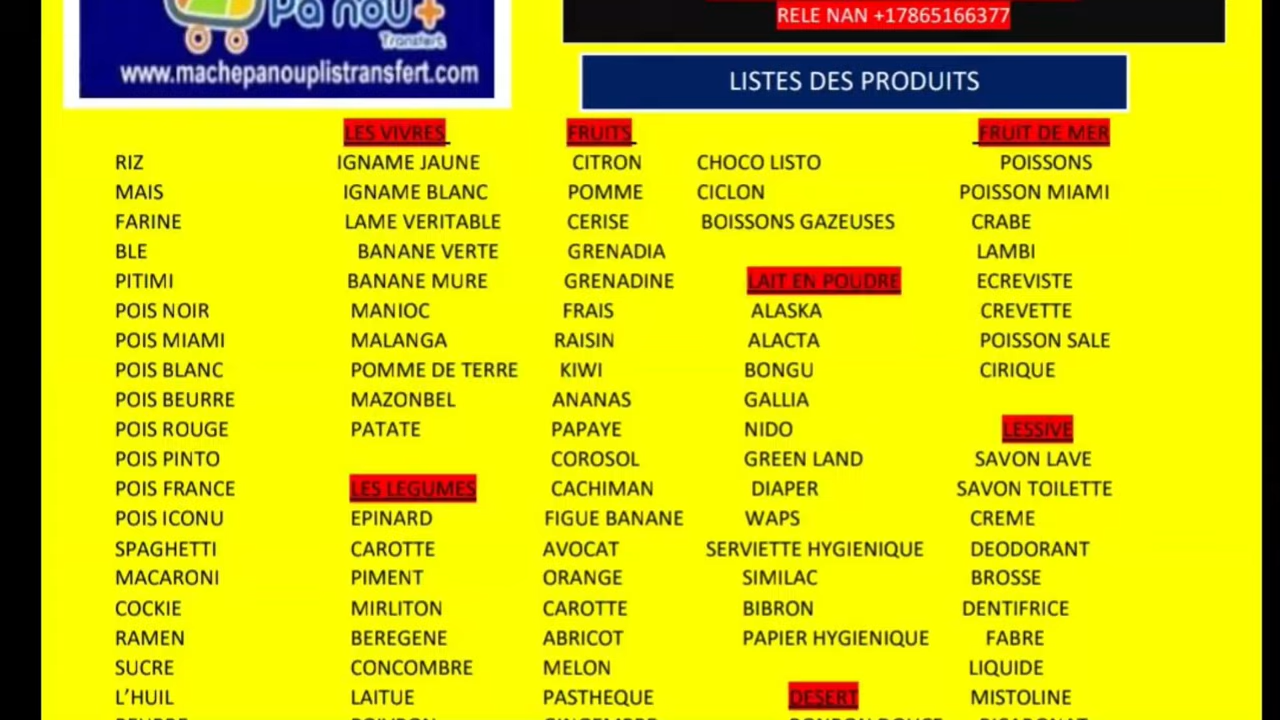 Pa nou+
Transfert
www.machepanouplistransfert.com
RELE NAN +17865166377
LISTES DES PRODUITS
LES VIVRES FRUITS FRUIT DE MER
RIZ IGNAME JAUNE CITRON CHOCO LISTO POISSONS
MAIS IGNAME BLANC POMME CICLON POISSON MIAMI
FARINE LAME VERITABLE CERISE BOISSONS GAZEUSES CRABE
BLE BANANE VERTE GRENADIA LAMBI
PITIMI BANANE MURE GRENADINE LAIT EN POUDRE ECREVISTE
POIS NOIR MANIOC FRAIS ALASKA CREVETTE
POIS MIAMI MALANGA RAISIN ALACTA POISSON SALE
POIS BLANC POMME DE TERRE KIWI BONGU CIRIQUE
POIS BEURRE MAZONBEL ANANAS GALLIA
POIS ROUGE PATATE PAPAYE NIDO LESSIVE
POIS PINTO COROSOL GREEN LAND SAVON LAVE
POIS FRANCE LES LEGUMES CACHIMAN DIAPER SAVON TOILETTE
POIS ICONU EPINARD FIGUE BANANE WAPS CREME
SPAGHETTI CAROTTE AVOCAT SERVIETTE HYGIENIQUE DEODORANT
MACARONI PIMENT ORANGE SIMILAC BROSSE
COCKIE MIRLITON CAROTTE BIBRON DENTIFRICE
RAMEN BEREGENE ABRICOT PAPIER HYGIENIQUE FABRE
SUCRE CONCOMBRE MELON LIQUIDE
L'HUIL LAITUE PASTHEQUE DESERT MISTOLINE